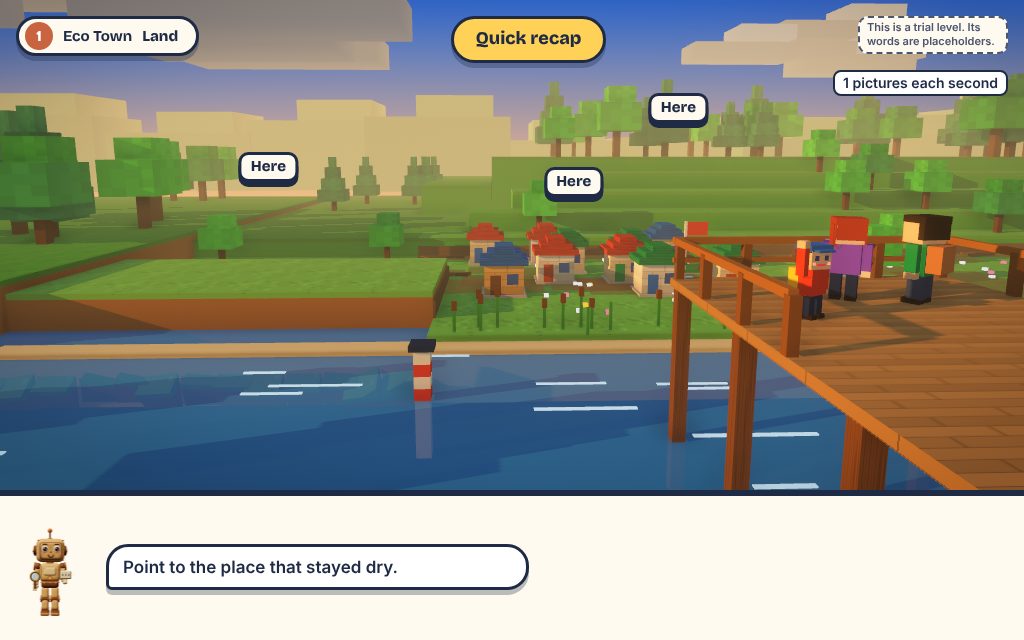 1 Eco Town Land
Quick recap
This is a trial level. Its
words are placeholders.
1 pictures each second
Here
Here
Here
Point to the place that stayed dry.